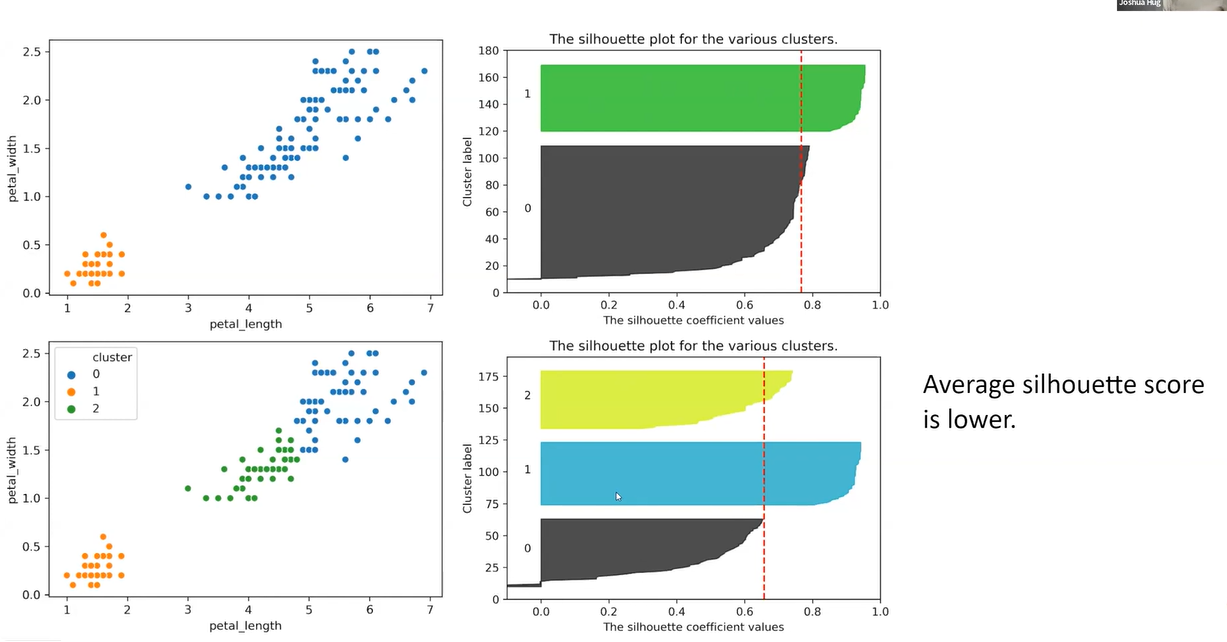 Joshua Hug
The silhouette plot for the various clusters.
petal_width
2.5
2.0
1.5
1.0
0.5
0.0
1 2 3 4 5 6 7
petal_length
Cluster label
180
160
140
120
100
80
60
40
20
0
1
0
0.0 0.2 0.4 0.6 0.8 1.0
The silhouette coefficient values
The silhouette plot for the various clusters.
petal_width
2.5
2.0
1.5
1.0
0.5
0.0
cluster
0
1
2
1 2 3 4 5 6 7
petal_length
Cluster label
175
150
125
100
75
50
25
0
2
1
0
0.0 0.2 0.4 0.6 0.8 1.0
The silhouette coefficient values
Average silhouette score
is lower.